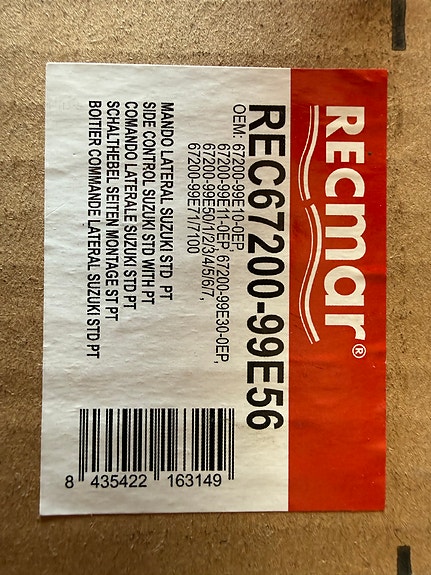 RECMAR®
REC67200-99E56
OEM: 67200-99E10-0EP,
67200-99E11-0EP, 67200-99E30-0EP,
67200-99E50/1/2/3/4/5/6/7,
67200-99E71/7100
MANDO LATERAL SUZUKI STD PT
SIDE CONTROL SUZUKI STD WITH PT
COMANDO LATERALE SUZUKI STD PT
SCHALTHEBEL SEITEN MONTAGE ST PT
BOITIER COMMANDE LATERAL SUZUKI STD PT
8 435422 163149